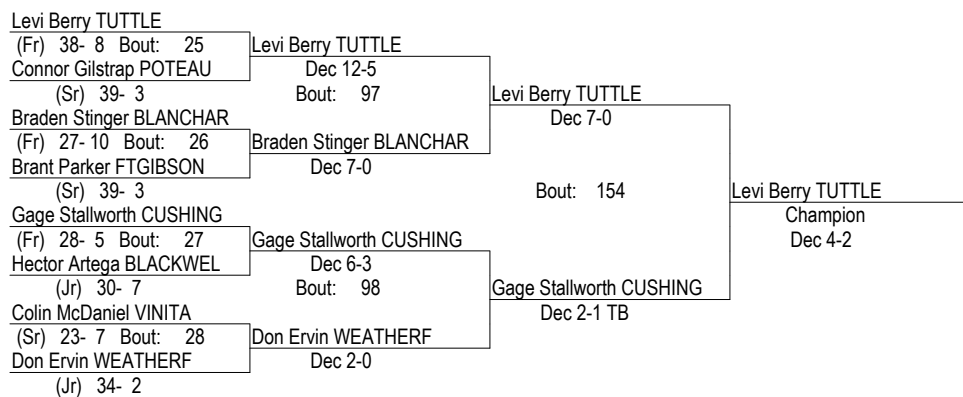 Levi Berry TUTTLE
(Fr) 38- 8 Bout: 25
Connor Gilstrap POTEAU
(Sr) 39- 3
Braden Stinger BLANCHAR
(Fr) 27- 10 Bout: 26
Brant Parker FTGIBSON
(Sr) 39- 3
Gage Stallworth CUSHING
(Fr) 28- 5 Bout: 27
Hector Artega BLACKWEL
(Jr) 30- 7
Colin McDaniel VINITA
(Sr) 23- 7 Bout: 28
Don Ervin WEATHERF
(Jr) 34- 2
Levi Berry TUTTLE
Dec 12-5
Bout: 97
Braden Stinger BLANCHAR
Dec 7-0
Gage Stallworth CUSHING
Dec 6-3
Bout: 98
Don Ervin WEATHERF
Dec 2-0
Levi Berry TUTTLE
Dec 7-0
Bout: 154
Gage Stallworth CUSHING
Dec 2-1 TB
Levi Berry TUTTLE
Champion
Dec 4-2